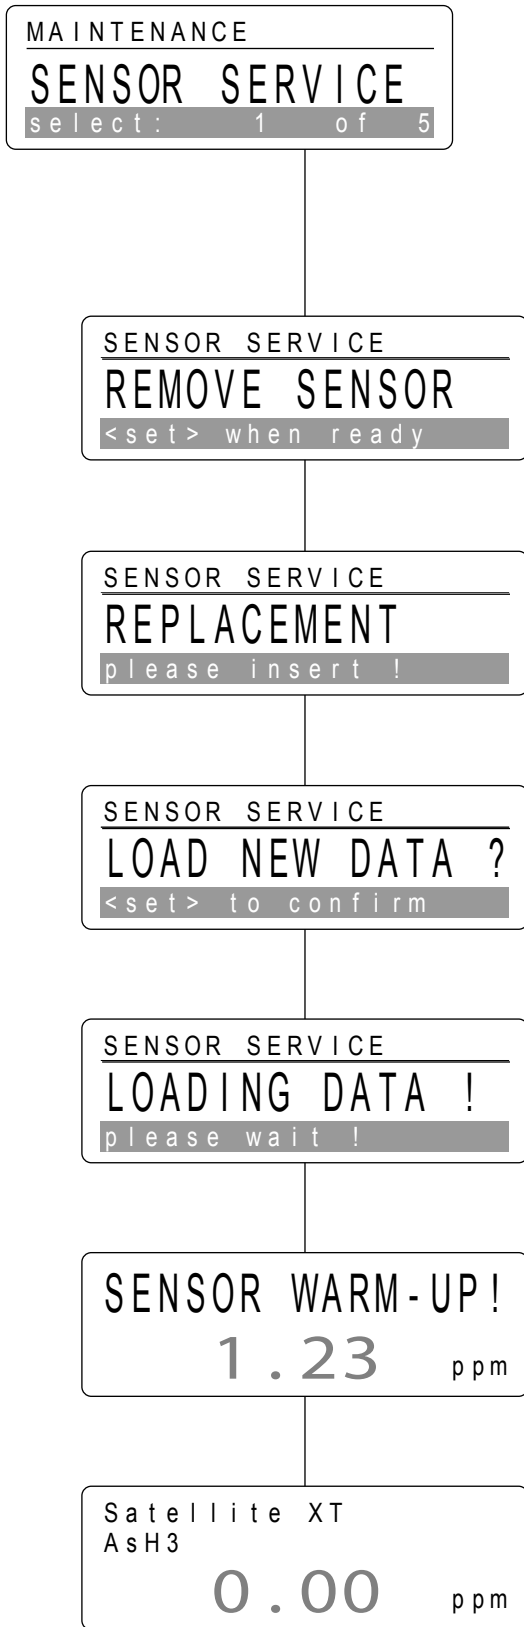 MAINTENANCE
SENSOR SERVICE
select: 1 of 5
SENSOR SERVICE
REMOVE SENSOR
<set> when ready
SENSOR SERVICE
REPLACEMENT
please insert !
SENSOR SERVICE
LOAD NEW DATA ?
<set> to confirm
SENSOR SERVICE
LOADING DATA !
please wait !
SENSOR WARM-UP!
1.23 ppm
Satellite XT
AsH3
0.00 ppm